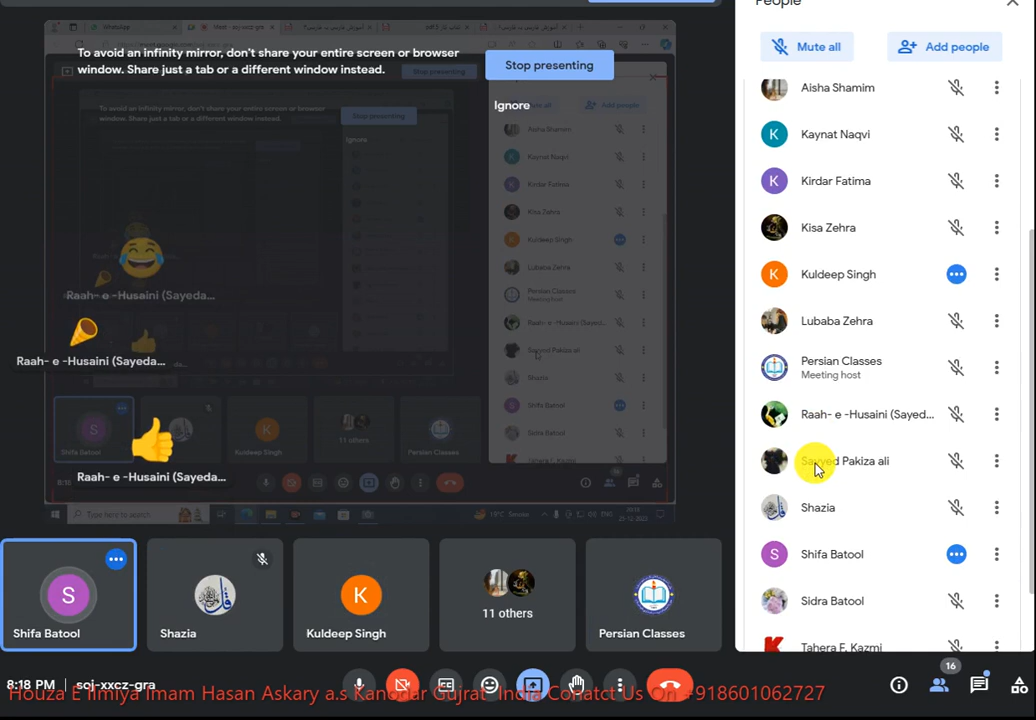 People
Mute all
Add people
To avoid an infinity mirror, don't share your entire screen or browser
window. Share just a tab or a different window instead.
Stop presenting
Ignore
Aisha Shamim
Kaynat Naqvi
Kirdar Fatima
Kisa Zehra
Kuldeep Singh
Lubaba Zehra
Persian Classes
Meeting host
Raah- e -Husaini (Sayed...
Sayyed Pakiza ali
Shazia
Shifa Batool
Sidra Batool
Tahera F. Kazmi
Raah- e -Husaini (Sayeda...
Raah- e -Husaini (Sayeda...
Raah- e -Husaini (Sayeda...
S
Shifa Batool
Shazia
K
Kuldeep Singh
11 others
Persian Classes
8:18 PM | soj-xxcz-gra
16
Houza E Ilmiya Imam Hasan Askary a.s Kanodar Gujrat India Contatct Us On +918601062727